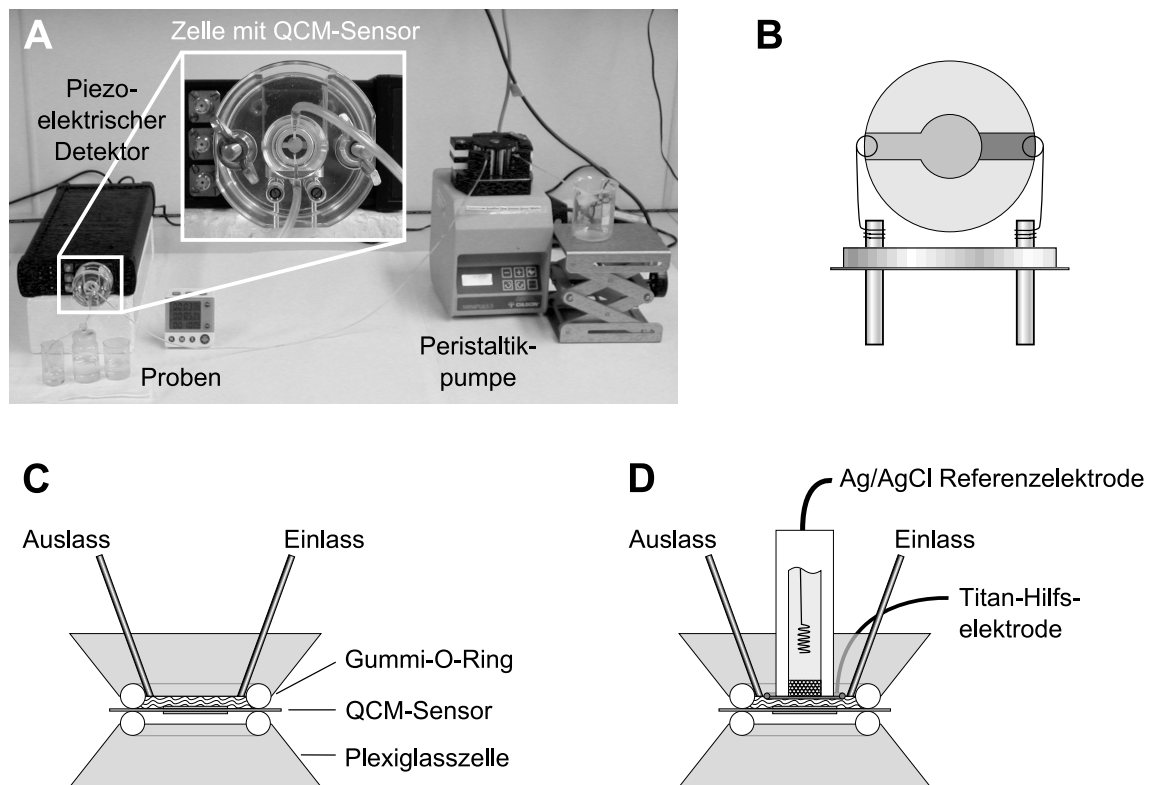 A
Zelle mit QCM-Sensor
Piezo-
elektrischer
Detektor
Proben
Peristaltik-
pumpe
GILSON
B
C
Auslass
Einlass
Gummi-O-Ring
QCM-Sensor
Plexiglasszelle
D
Ag/AgCl Referenzelektrode
Auslass
Einlass
Titan-Hilfs-
elektrode